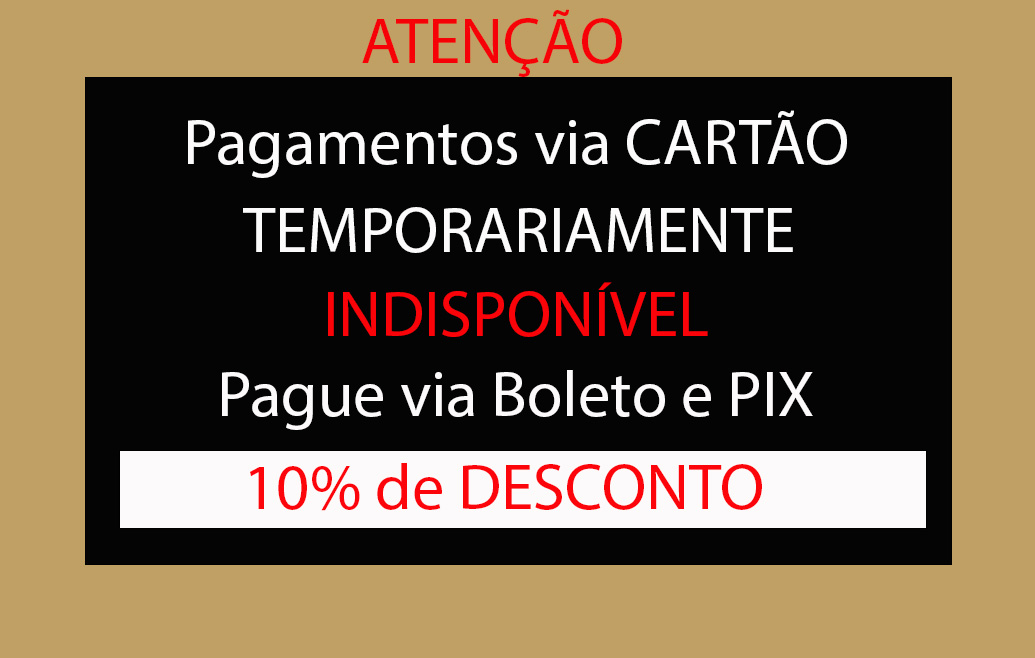 ATENÇÃO
Pagamentos via CARTÃO
TEMPORARIAMENTE
INDISPONÍVEL
Pague via Boleto e PIX
10% de DESCONTO